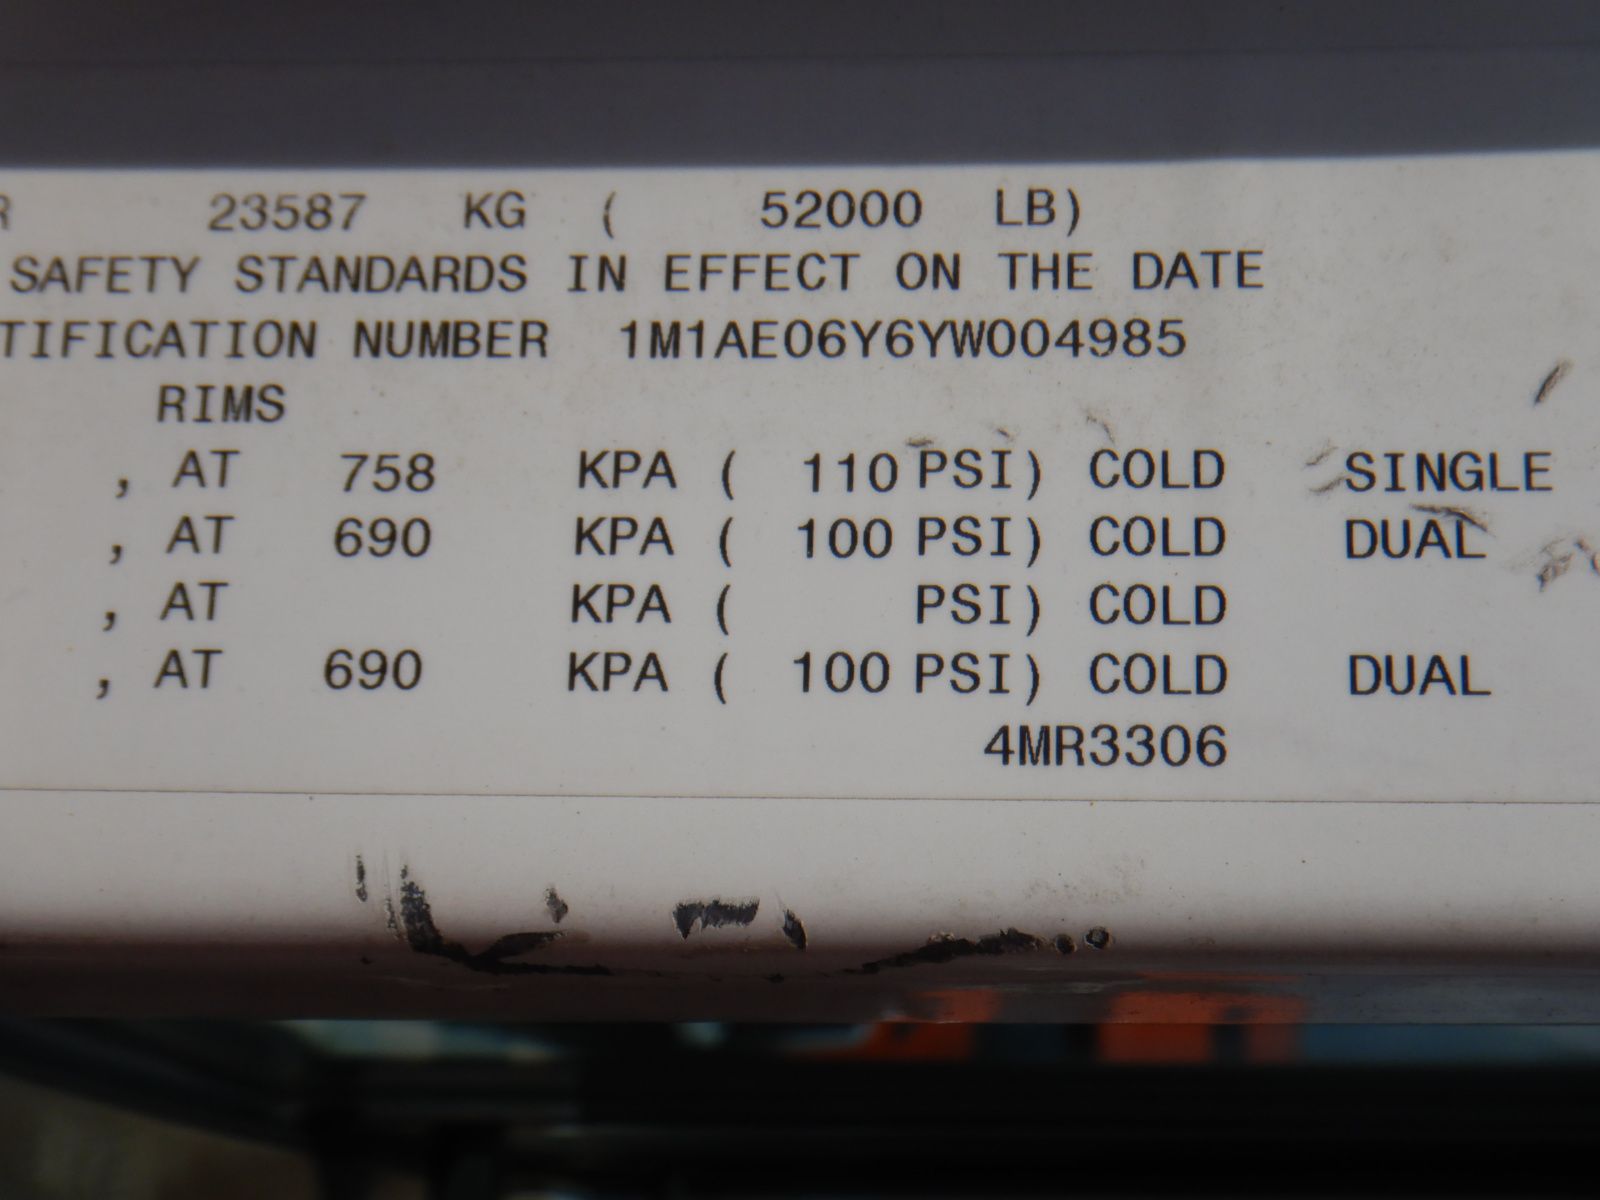 R 23587 KG ( 52000 LB)
SAFETY STANDARDS IN EFFECT ON THE DATE
TIFICATION NUMBER 1M1AE06Y6YW004985
RIMS
, AT 758 KPA ( 110 PSI) COLD SINGLE
, AT 690 KPA ( 100 PSI) COLD DUAL
, AT KPA ( PSI) COLD
, AT 690 KPA ( 100 PSI) COLD DUAL
4MR3306